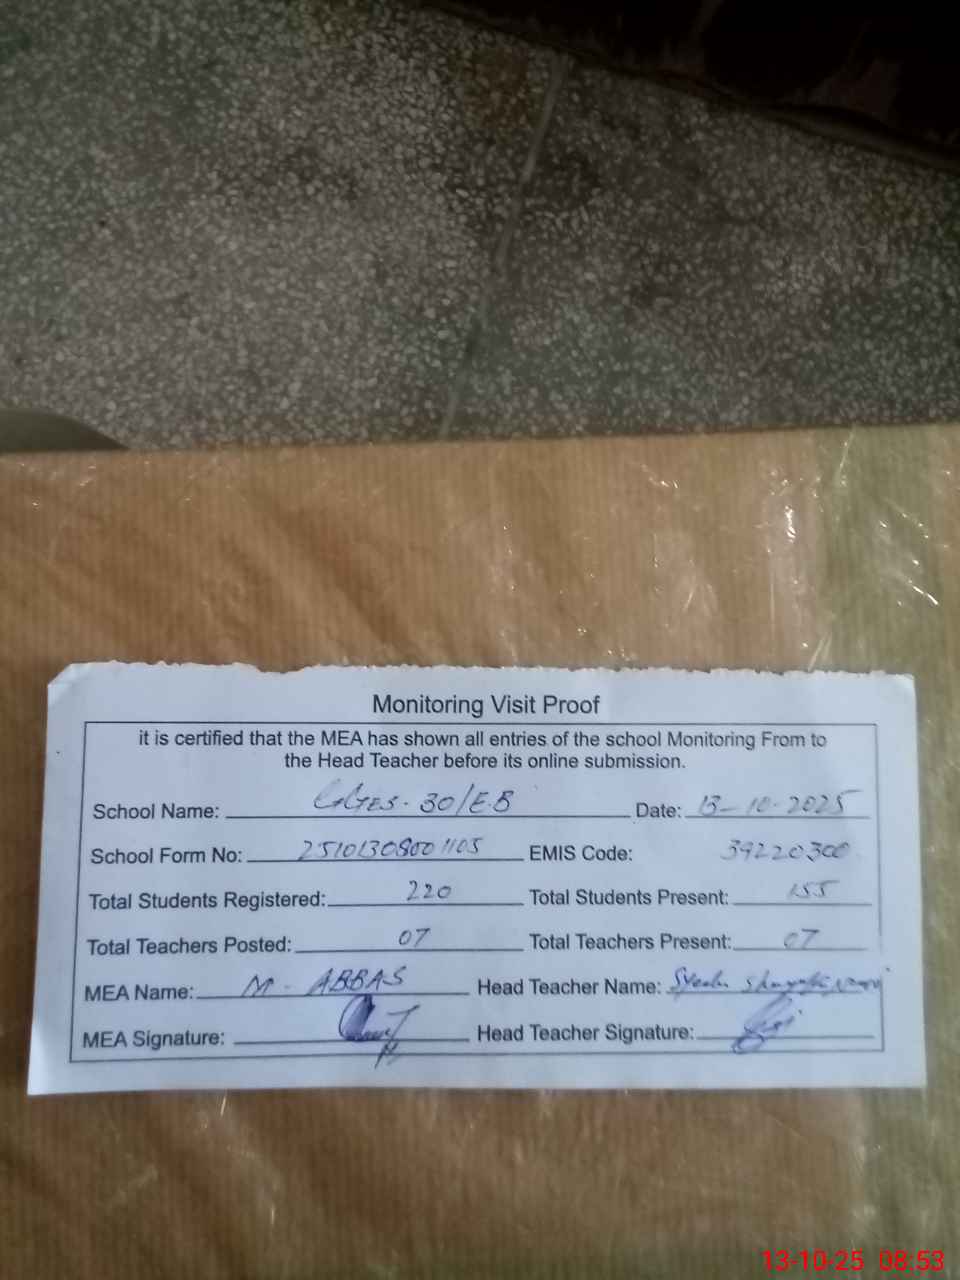 Monitoring Visit Proof
it is certified that the MEA has shown all entries of the school Monitoring From to
the Head Teacher before its online submission.
School Name: GGES. 30/E.B Date: 13-10-2025
School Form No: 25101308001105 EMIS Code: 39220300
Total Students Registered: 220 Total Students Present: 155
Total Teachers Posted: 07 Total Teachers Present: 07
MEA Name: M. ABBAS Head Teacher Name: Syeda
MEA Signature: Head Teacher Signature:
13-10-25 08:53